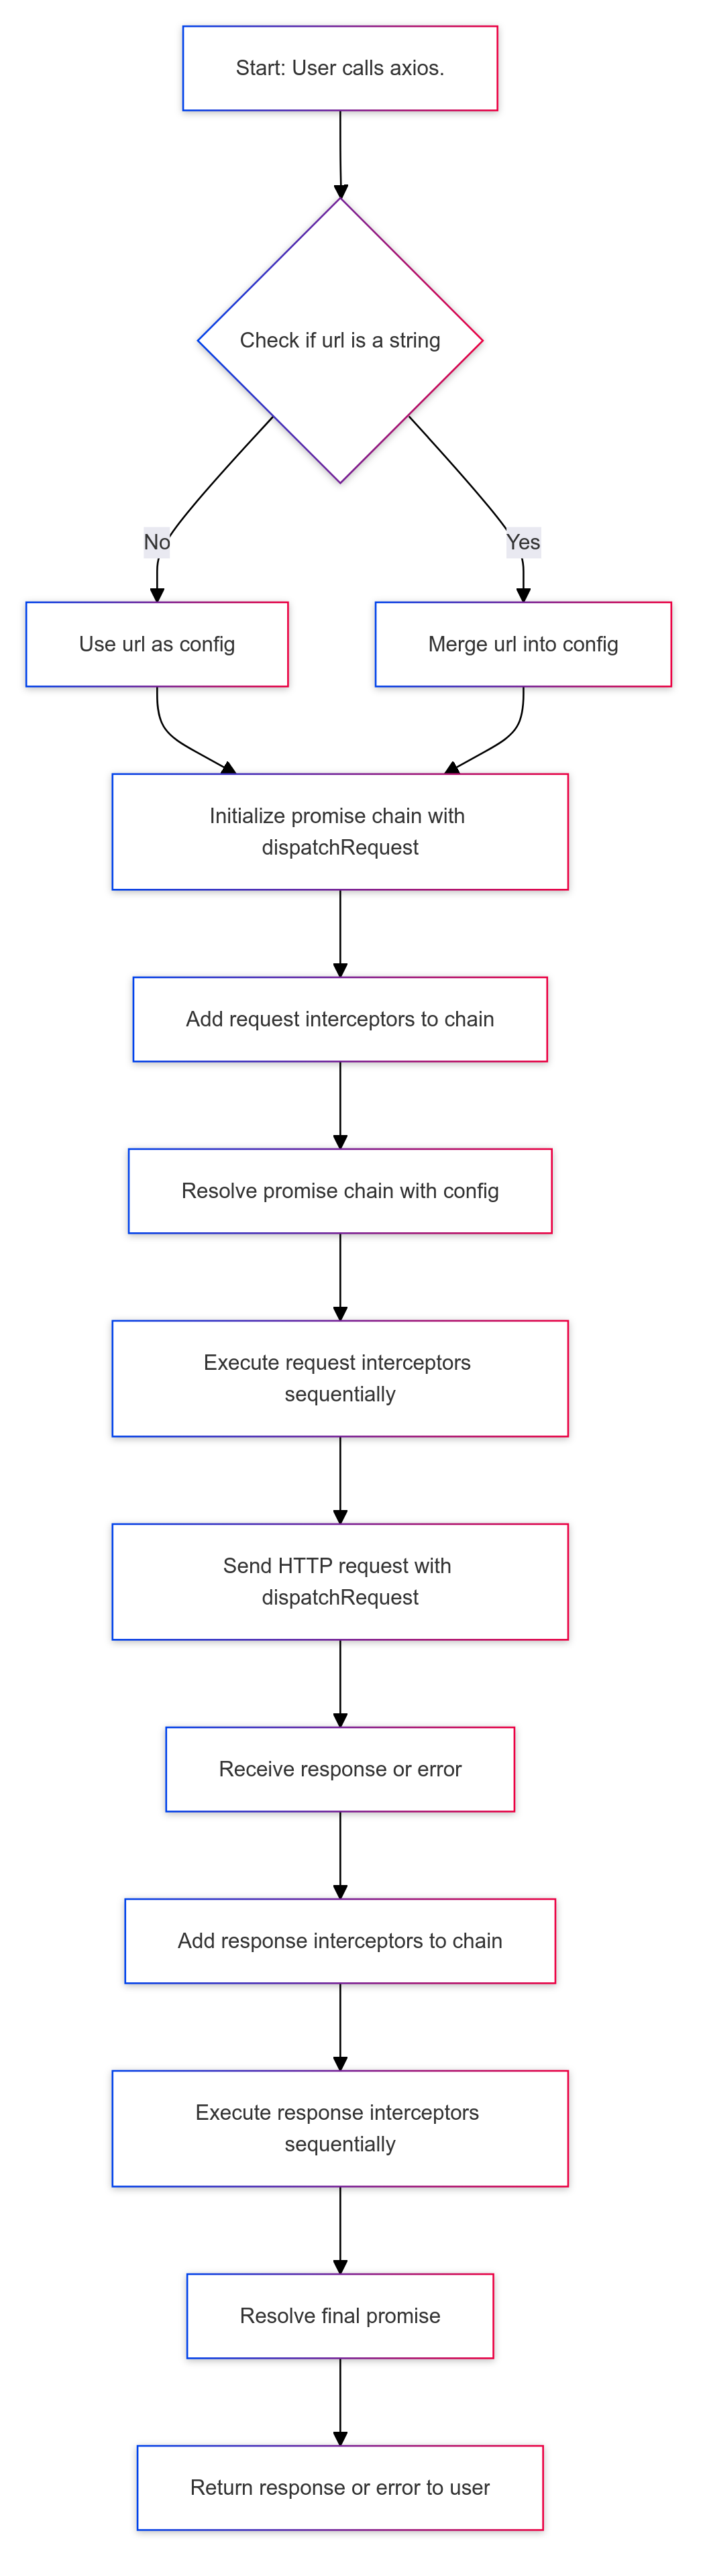 Start: User calls axios.
Check if url is a string
No
Yes
Use url as config
Merge url into config
Initialize promise chain with
dispatchRequest
Add request interceptors to chain
Resolve promise chain with config
Execute request interceptors
sequentially
Send HTTP request with
dispatchRequest
Receive response or error
Add response interceptors to chain
Execute response interceptors
sequentially
Resolve final promise
Return response or error to user